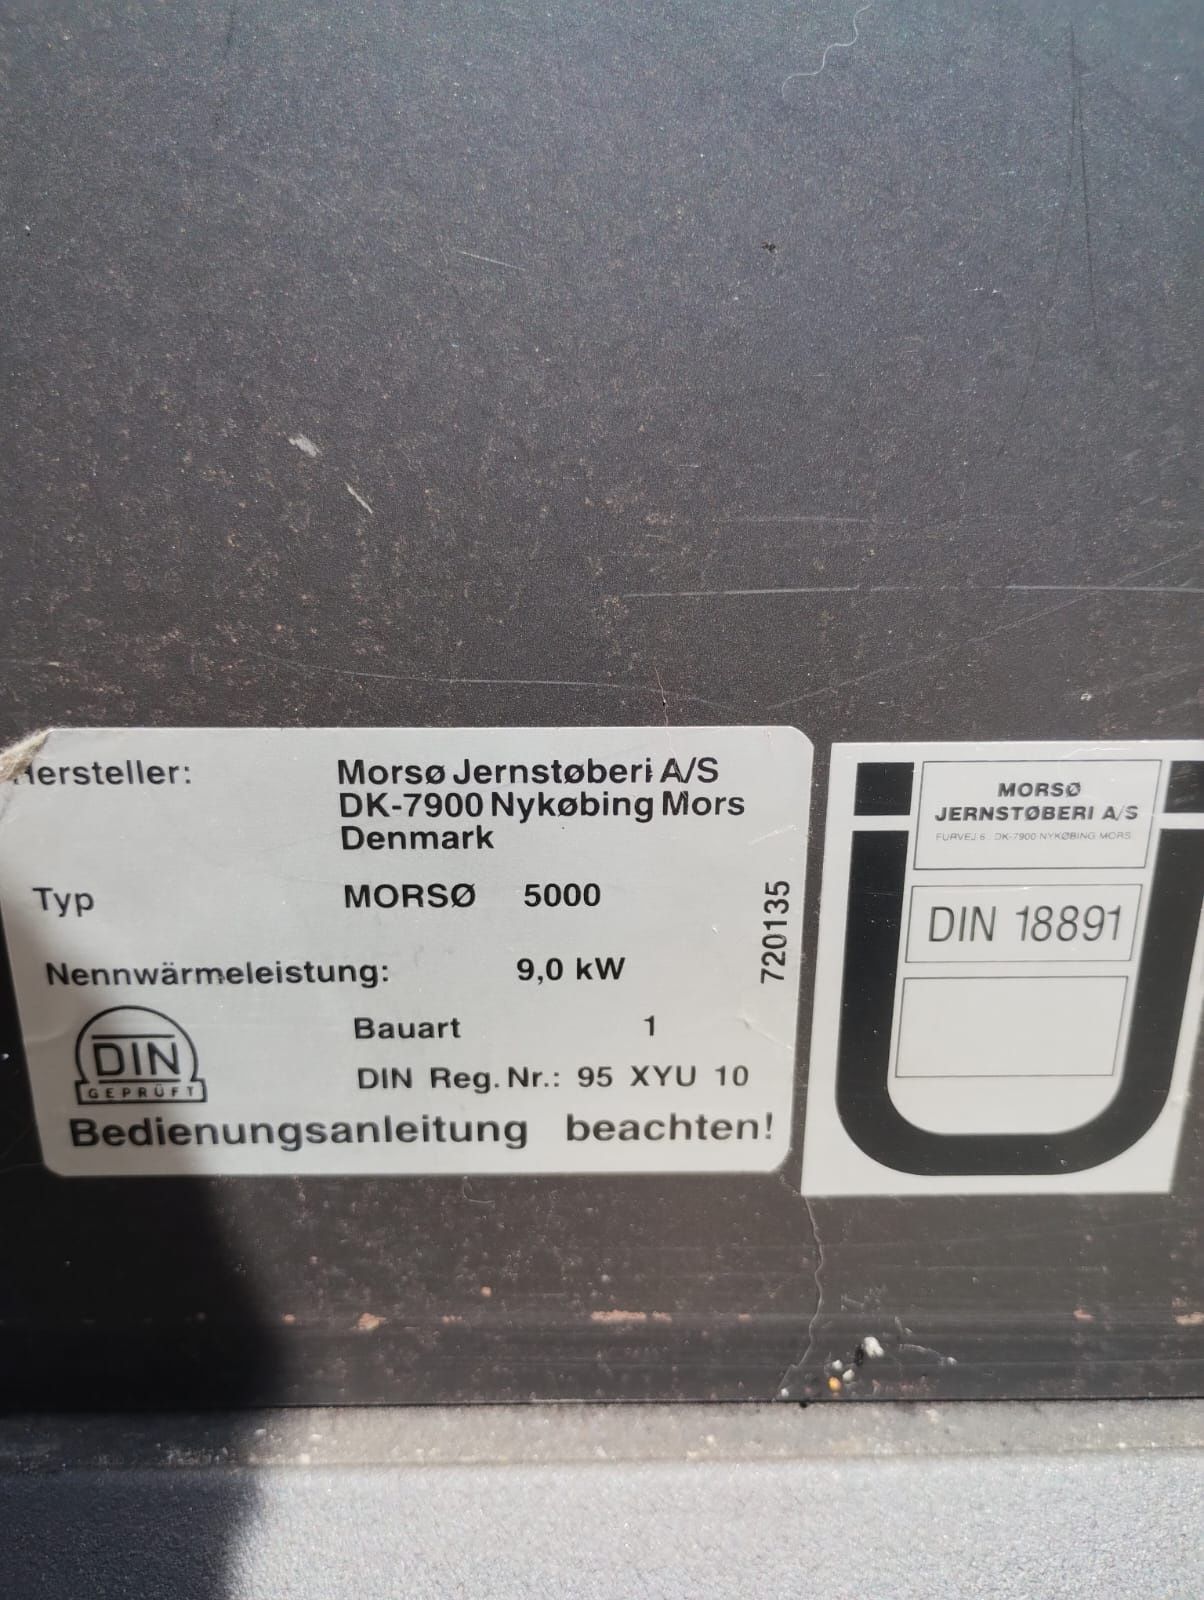 Hersteller: Morsø Jernstøberi A/S
DK-7900 Nykøbing Mors
Denmark
Typ MORSØ 5000
Nennwärmeleistung: 9,0 kW
720135
DIN
GEPRÜFT
Bauart 1
DIN Reg. Nr.: 95 XYU 10
Bedienungsanleitung beachten!
MORSØ
JERNSTØBERI A/S
FURVEJ 6 DK-7900 NYKØBING MORS
DIN 18891